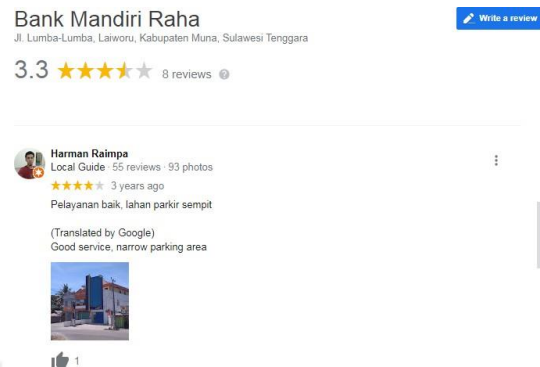 Bank Mandiri Raha
Write a review
Jl. Lumba-Lumba, Laiworu, Kabupaten Muna, Sulawesi Tenggara
3.3 8 reviews ?
Harman Raimpa
Local Guide · 55 reviews · 93 photos
3 years ago
Pelayanan baik, lahan parkir sempit
(Translated by Google)
Good service, narrow parking area
1